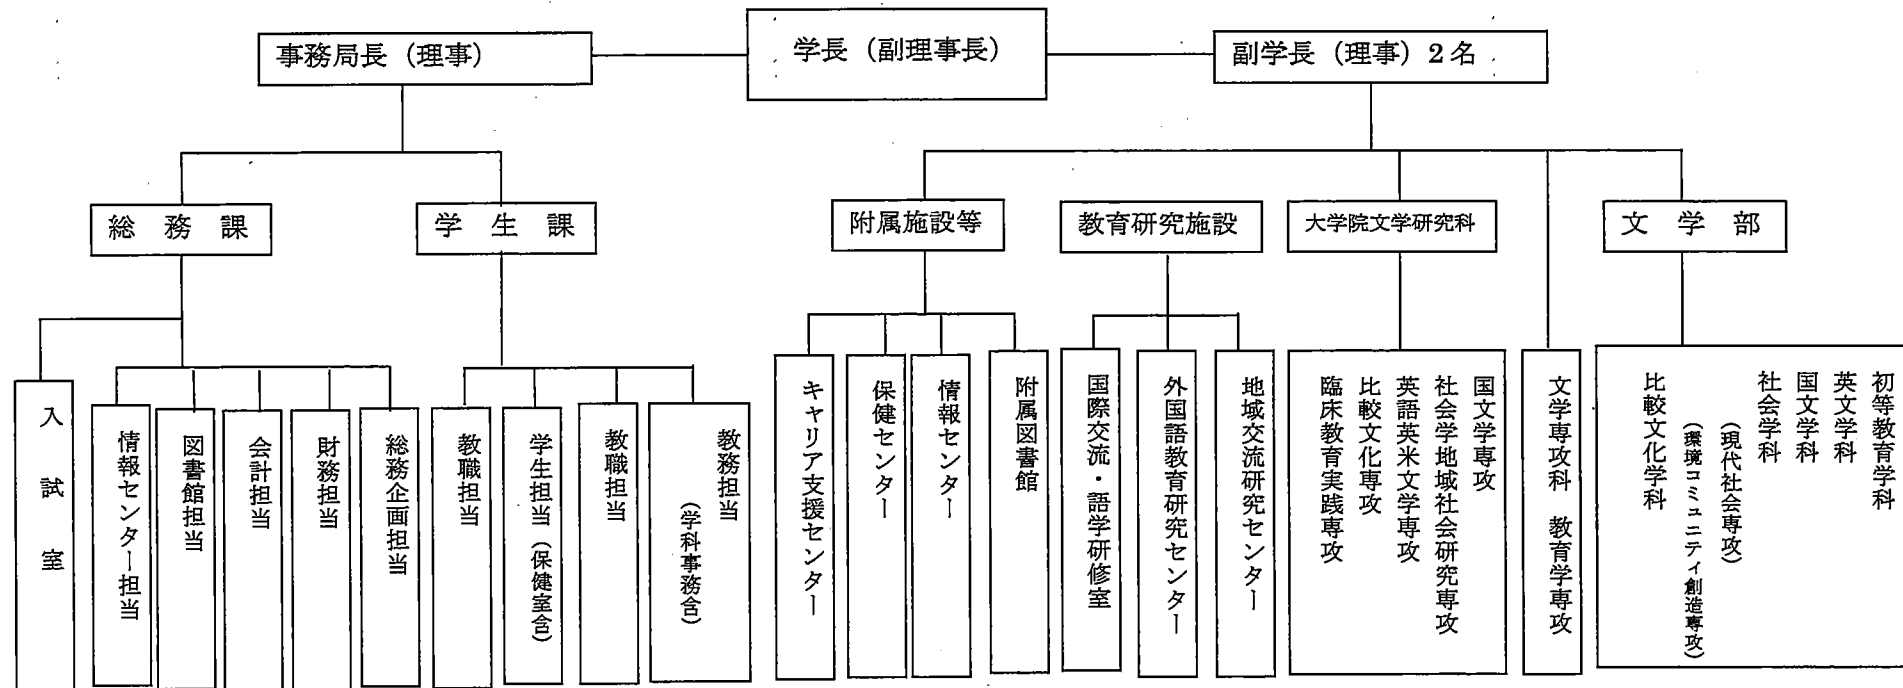 事務局長（理事）
学長（副理事長）
副学長（理事）2名
総務課
学生課
附属施設等
教育研究施設
大学院文学研究科
文学部
入試室
情報センター担当
図書館担当
会計担当
財務担当
総務企画担当
教職担当
学生担当（保健室含）
教職担当
教務担当
（学科事務含）
キャリア支援センター
保健センター
情報センター
附属図書館
国際交流・語学研修室
外国語教育研究センター
地域交流研究センター
国文学専攻
社会学地域社会研究専攻
英語英米文学専攻
比較文化専攻
臨床教育実践専攻
文学専攻科 教育学専攻
初等教育学科
英文学科
国文学科
社会学科
（現代社会専攻）
（環境コミュニティ創造専攻）
比較文化学科